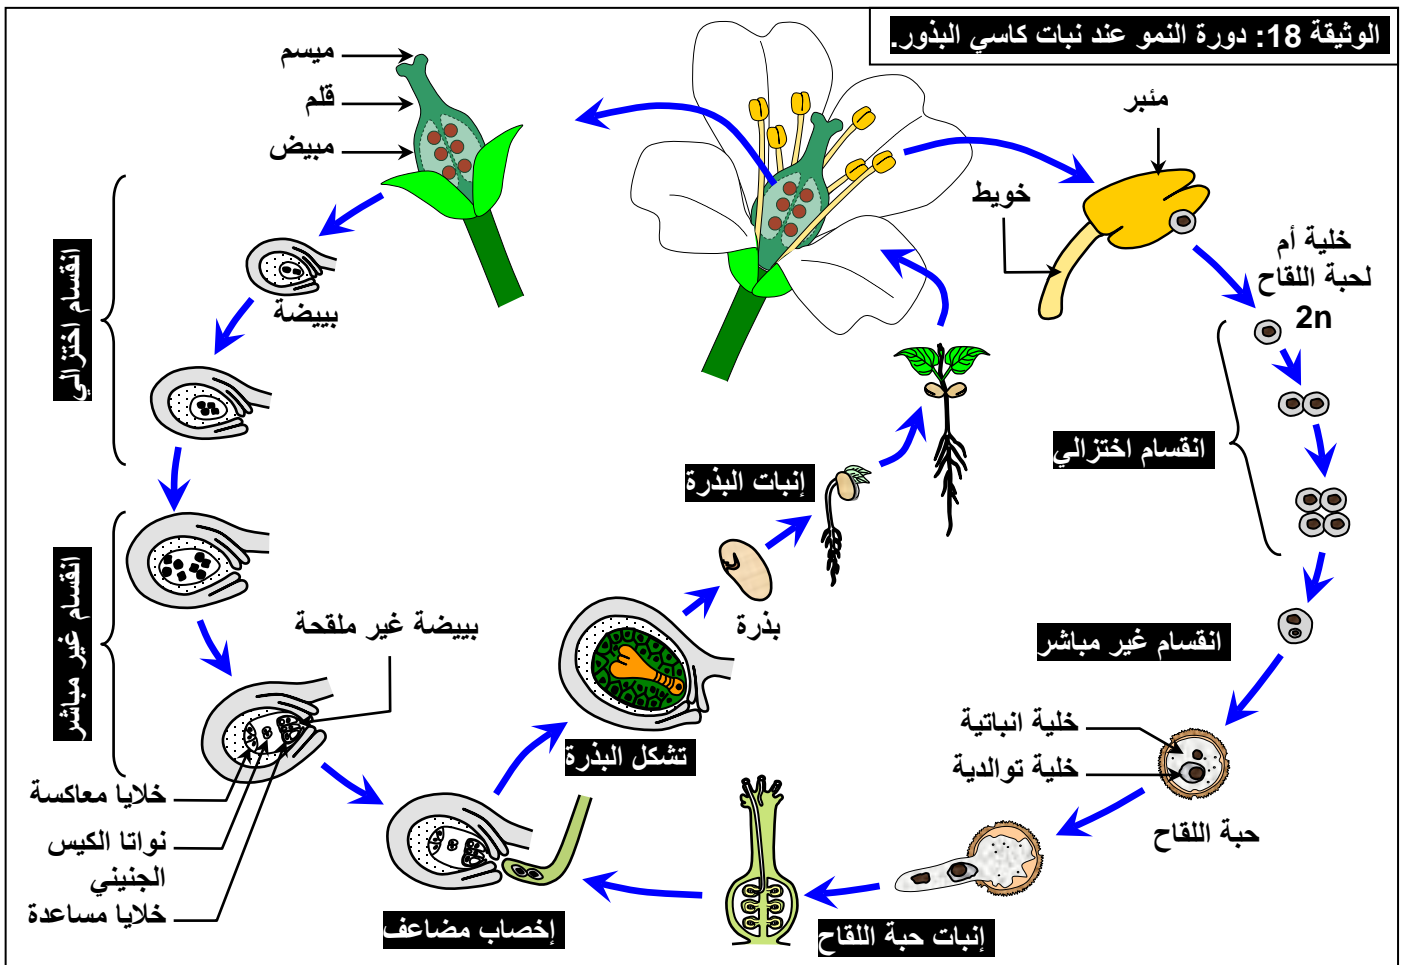 الوثيقة 18: دورة النمو عند نبات كاسي البذور.
ميسم
قلم
مبيض
مئبر
خويط
خلية أم
لحبة اللقاح
2n
انقسام اختزالي
بييضة
انقسام اختزالي
إنبات البذرة
انقسام غير مباشر
بييضة غير ملقحة
بذرة
انقسام غير مباشر
خلية انباتية
خلية توالدية
تشكل البذرة
خلايا معاكسة
نواتا الكيس
الجنيني
خلايا مساعدة
حبة اللقاح
إخصاب مضاعف
إنبات حبة اللقاح